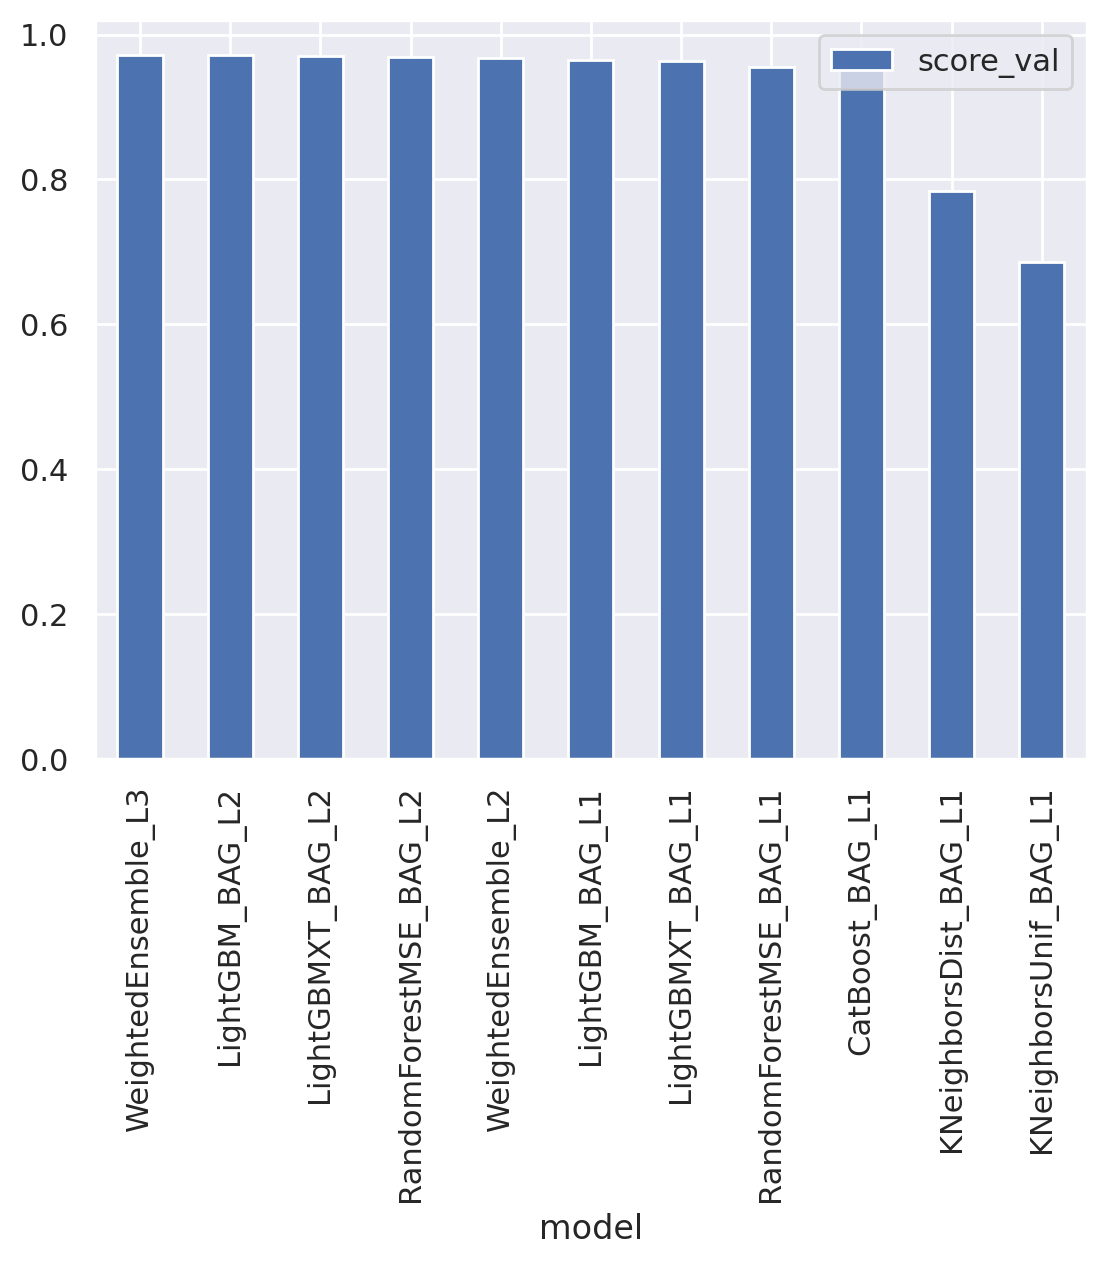 score_val
1.0
0.8
0.6
0.4
0.2
0.0
WeightedEnsemble_L3
LightGBM_BAG_L2
LightGBMXT_BAG_L2
RandomForestMSE_BAG_L2
WeightedEnsemble_L2
LightGBM_BAG_L1
LightGBMXT_BAG_L1
RandomForestMSE_BAG_L1
CatBoost_BAG_L1
KNeighborsDist_BAG_L1
KNeighborsUnif_BAG_L1
model